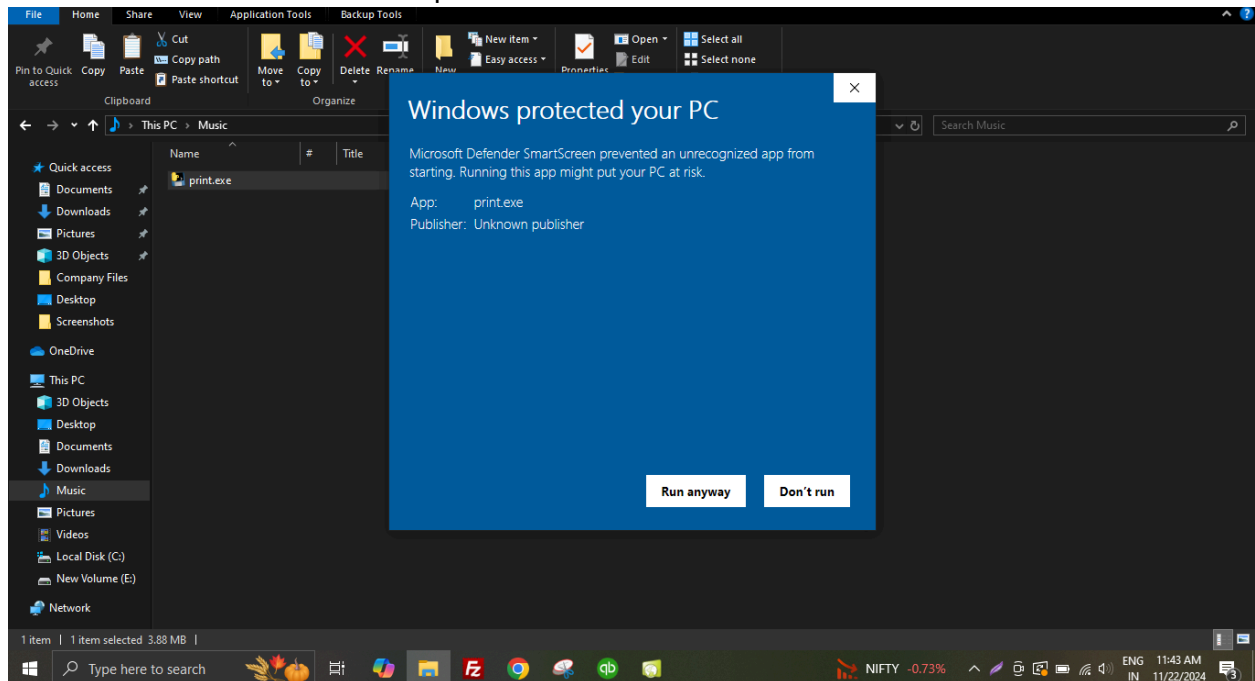 File Home Share View Application Tools Backup Tools
Pin to Quick access
Copy
Paste
Cut
Copy path
Paste shortcut
Move to
Copy to
Delete
Rename
New
New item
Easy access
Properties
Open
Edit
Select all
Select none
Clipboard
Organize
This PC > Music
Search Music
Name # Title
print.exe
Quick access
Documents
Downloads
Pictures
3D Objects
Company Files
Desktop
Screenshots
OneDrive
This PC
3D Objects
Desktop
Documents
Downloads
Music
Pictures
Videos
Local Disk (C:)
New Volume (E:)
Network
Windows protected your PC
Microsoft Defender SmartScreen prevented an unrecognized app from
starting. Running this app might put your PC at risk.
App: print.exe
Publisher: Unknown publisher
Run anyway Don't run
1 item | 1 item selected 3.88 MB |
Type here to search
qb
NIFTY -0.73%
ENG 11:43 AM
IN 11/22/2024
3